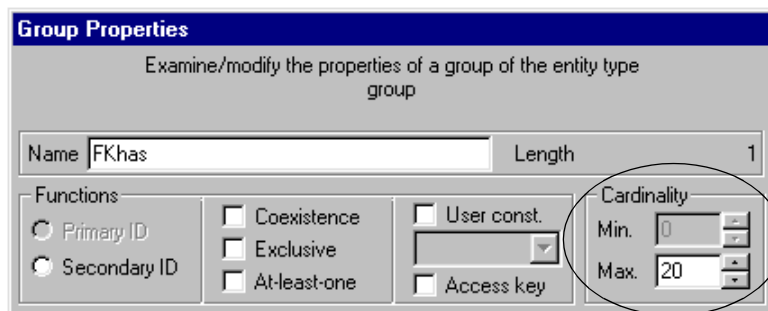 Group Properties
Examine/modify the properties of a group of the entity type
group
Name FKhas Length 1
Functions
Primary ID
Secondary ID
Coexistence
Exclusive
At-least-one
User const.
Access key
Cardinality
Min. 0
Max. 20